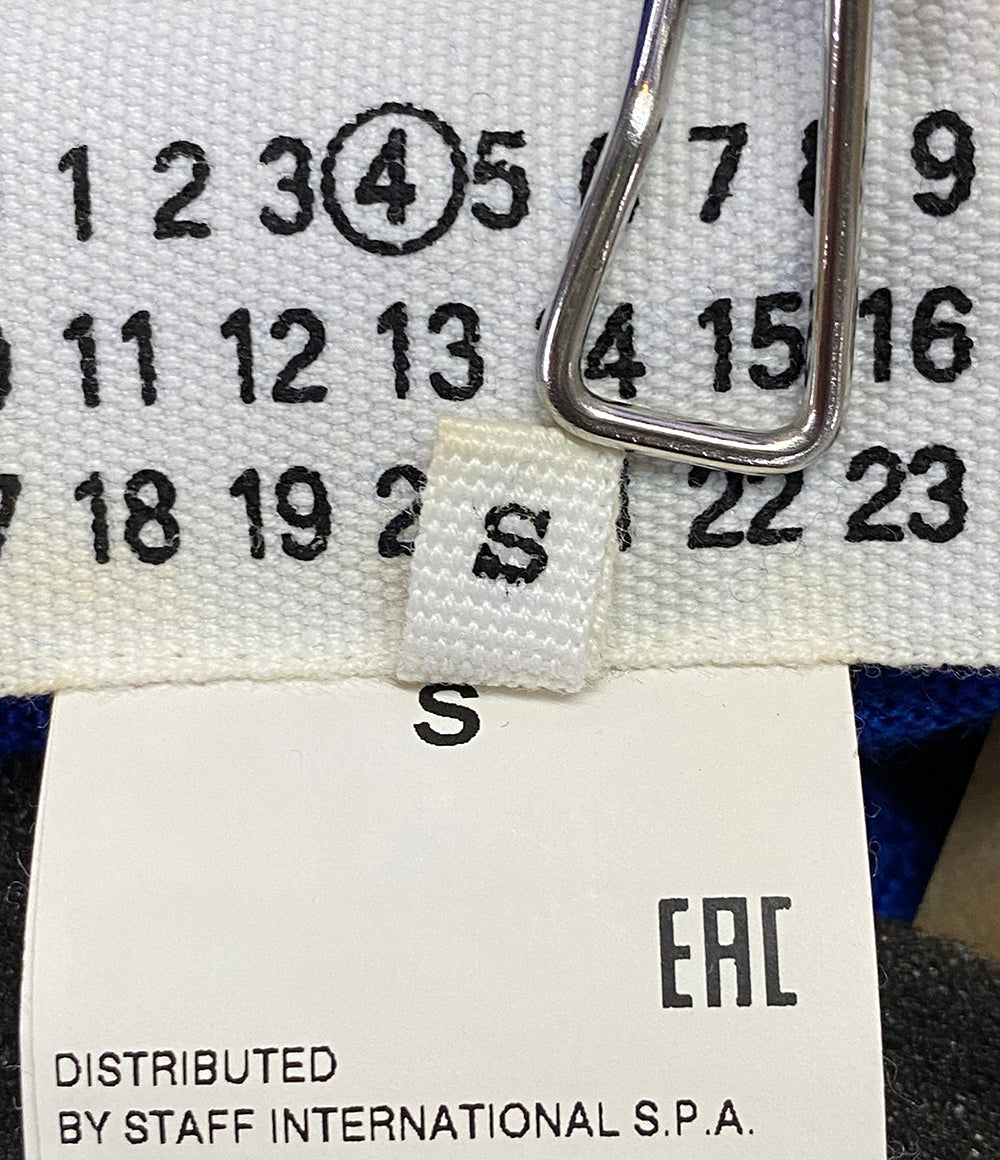 1 2 3 4 5 7 9
11 12 13 14 15 16
18 19 22 23
S
S
EAC
DISTRIBUTED
BY STAFF INTERNATIONAL S.P.A.